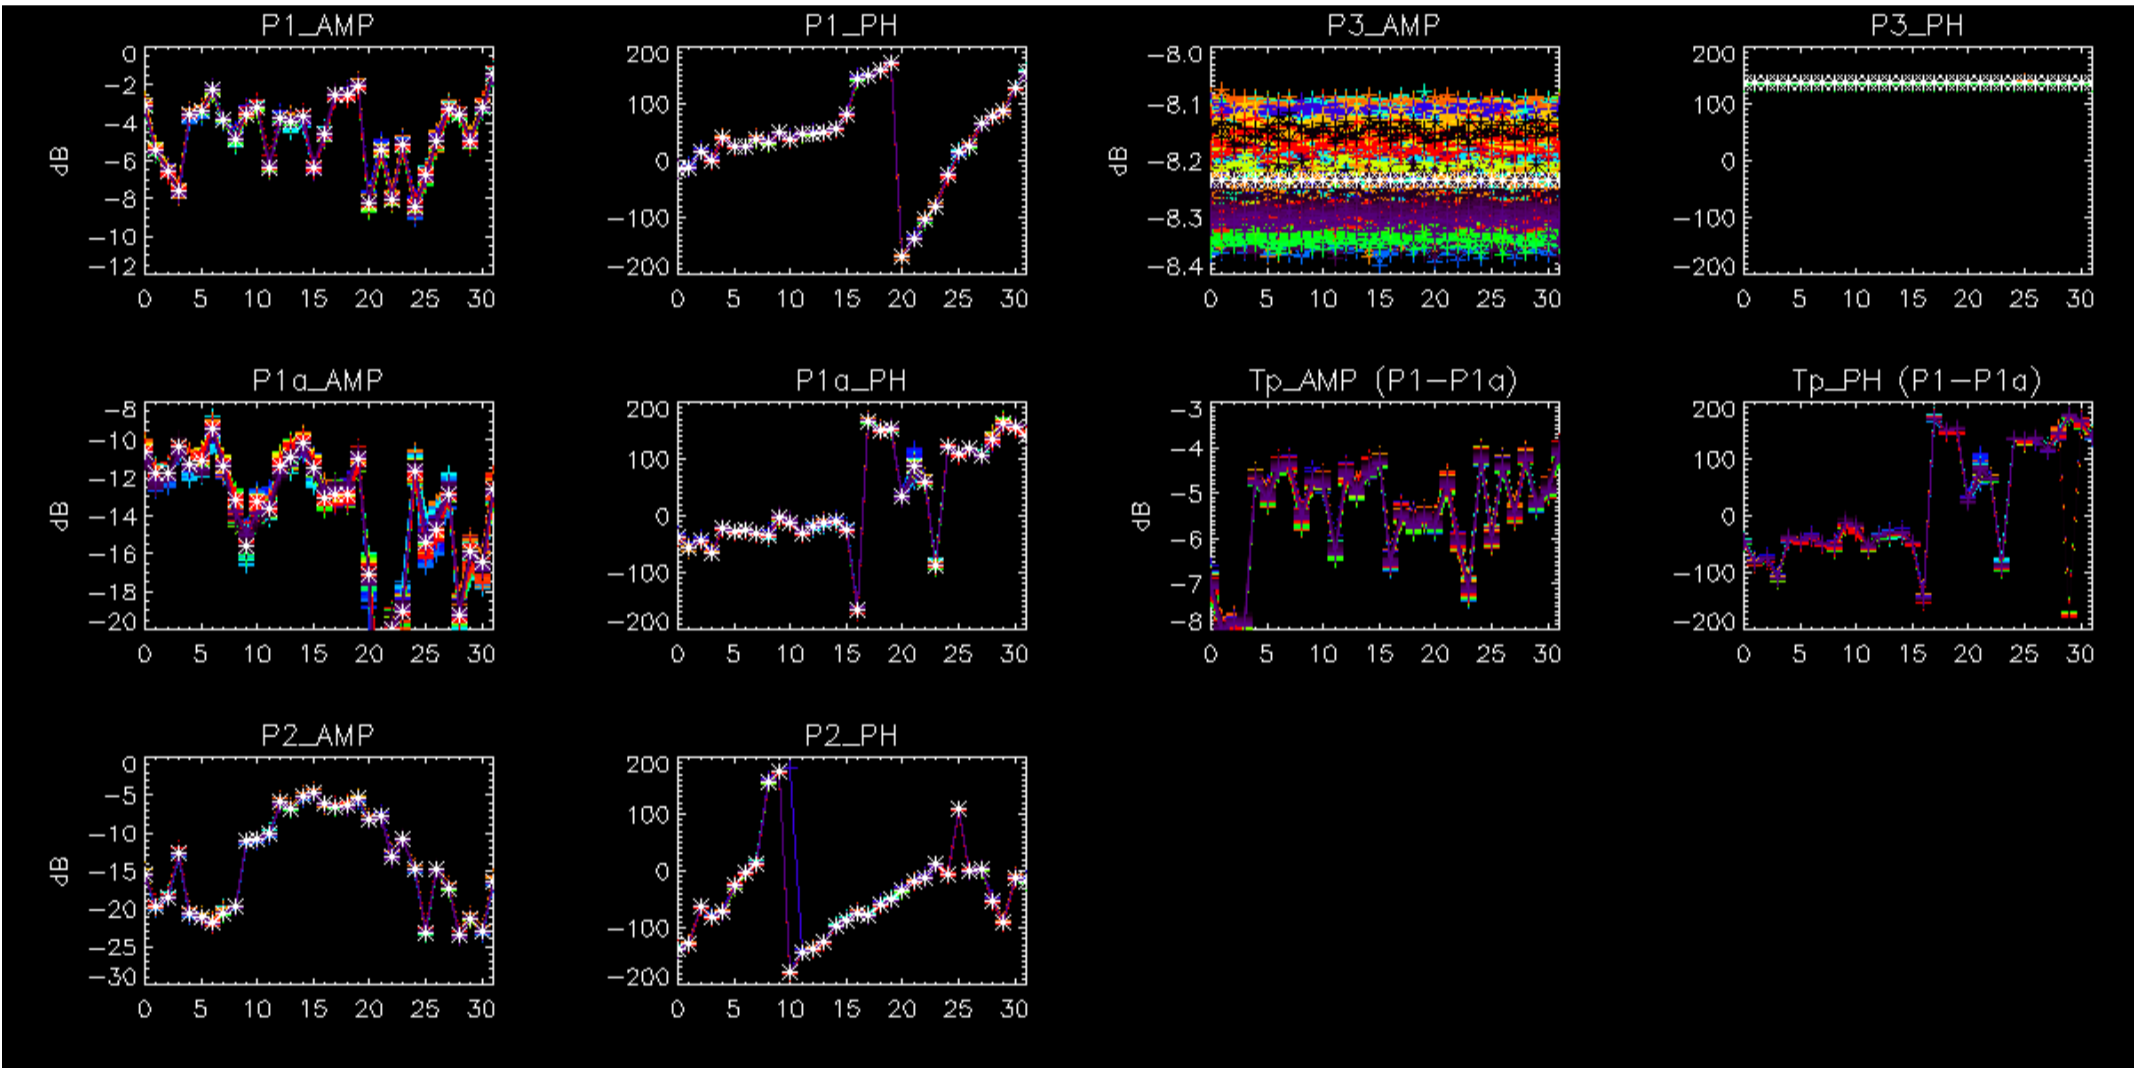 P1_AMP
0
−2
−4
−6
−8
−10
−12
dB
0 5 10 15 20 25 30
P1_PH
200
100
0
−100
−200
0 5 10 15 20 25 30
P3_AMP
−8.0
−8.1
−8.2
−8.3
−8.4
dB
0 5 10 15 20 25 30
P3_PH
200
100
0
−100
−200
0 5 10 15 20 25 30
P1a_AMP
−8
−10
−12
−14
−16
−18
−20
dB
0 5 10 15 20 25 30
P1a_PH
200
100
0
−100
−200
0 5 10 15 20 25 30
Tp_AMP (P1−P1a)
−3
−4
−5
−6
−7
−8
dB
0 5 10 15 20 25 30
Tp_PH (P1−P1a)
200
100
0
−100
−200
0 5 10 15 20 25 30
P2_AMP
0
−5
−10
−15
−20
−25
−30
dB
0 5 10 15 20 25 30
P2_PH
200
100
0
−100
−200
0 5 10 15 20 25 30